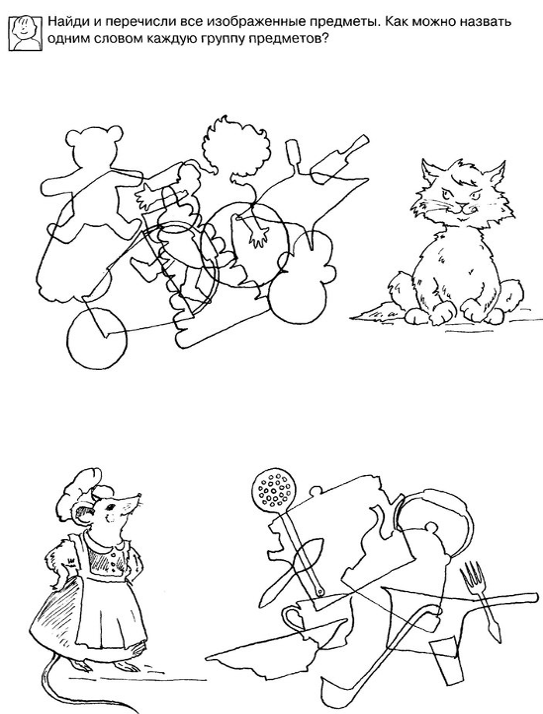 Найди и перечисли все изображенные предметы. Как можно назвать
одним словом каждую группу предметов?